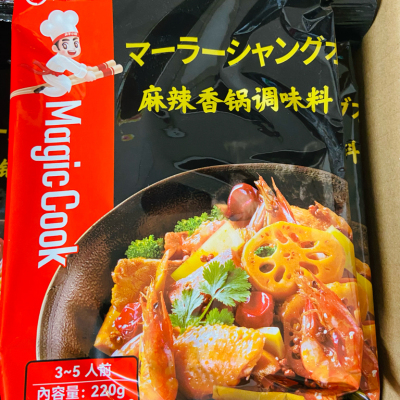 マーラーシャングオ
麻辣香锅调味料
Magic Cook
3~5 人前
内容量: 220g